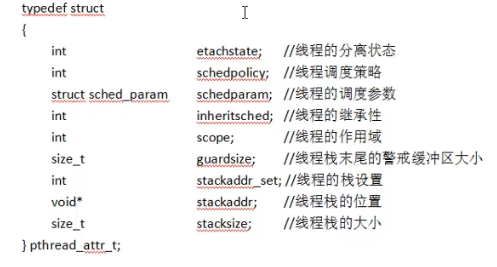 typedef struct
{
int etachstate; //线程的分离状态
int schedpolicy; //线程调度策略
struct sched_param schedparam; //线程的调度参数
int inheritsched; //线程的继承性
int scope; //线程的作用域
size_t guardsize; //线程栈末尾的警戒缓冲区大小
int stackaddr_set; //线程的栈设置
void* stackaddr; //线程栈的位置
size_t stacksize; //线程栈的大小
} pthread_attr_t;